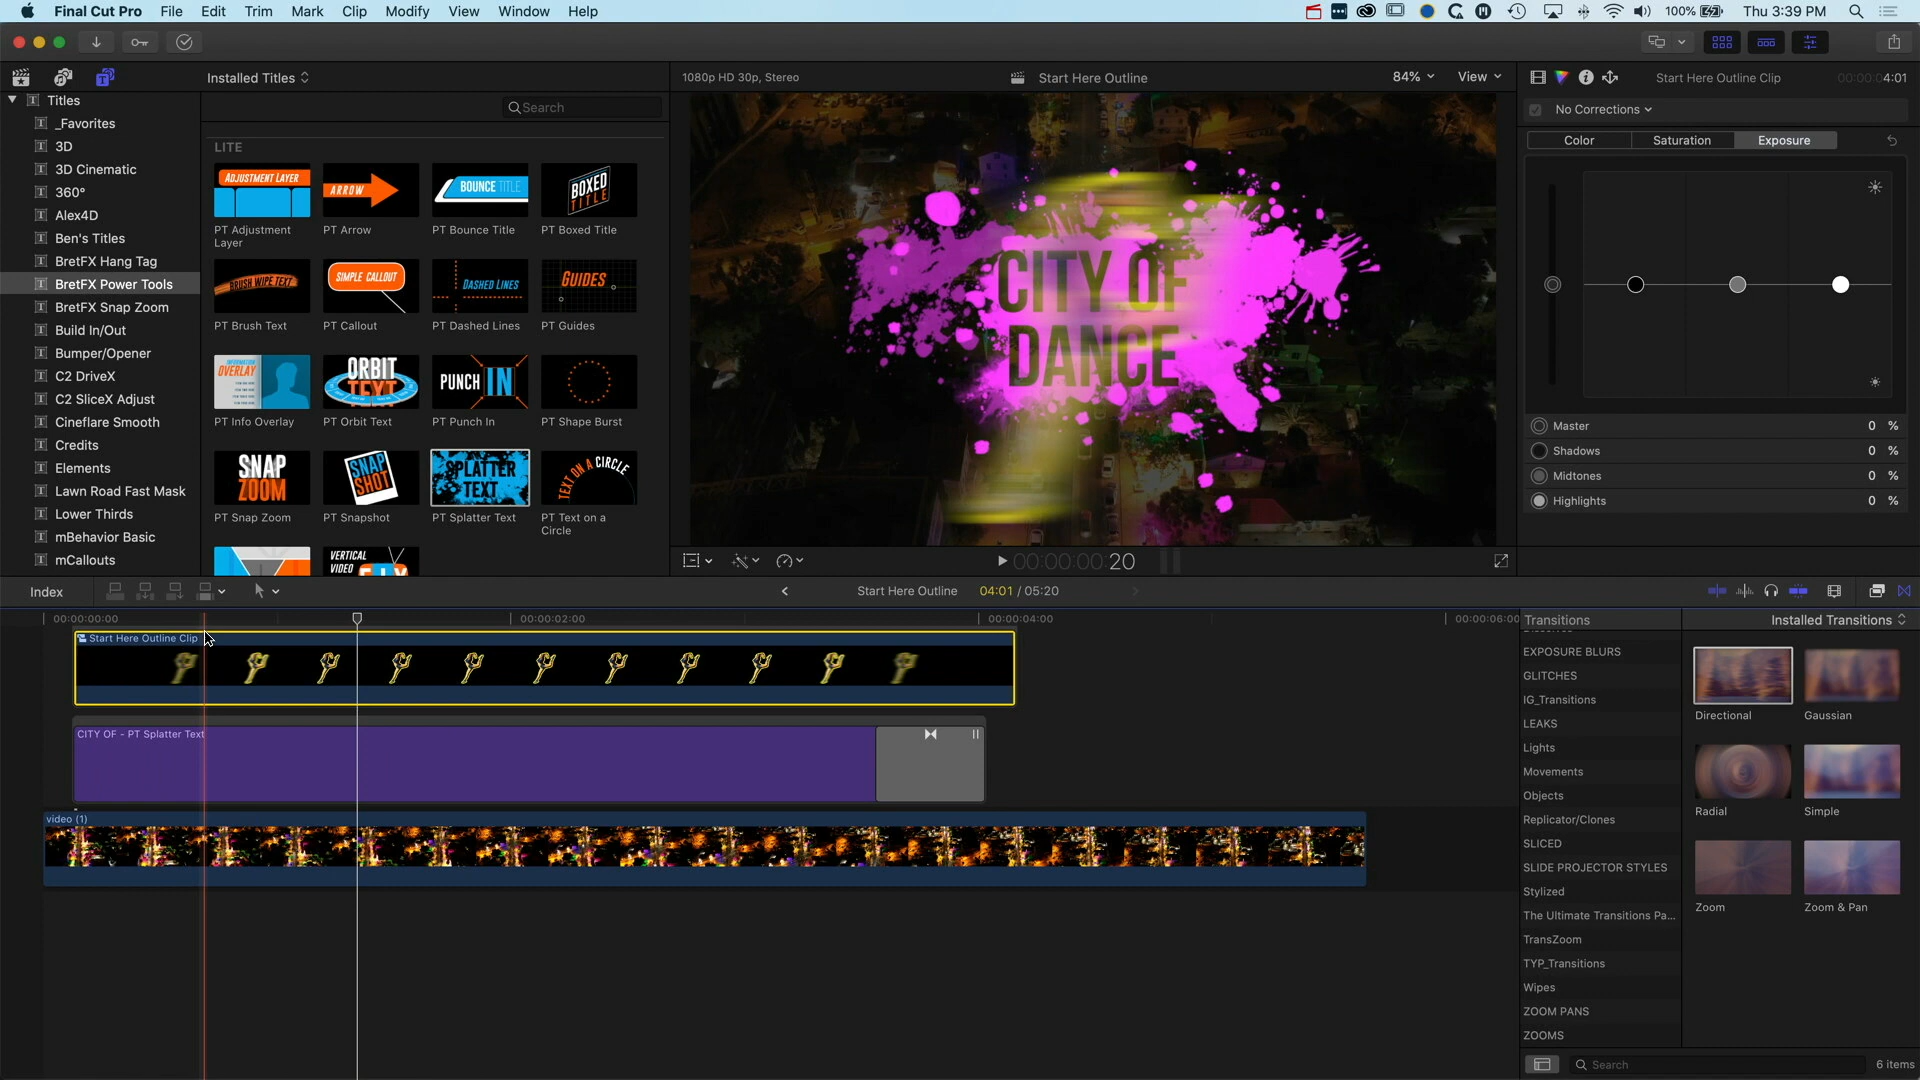 Final Cut Pro File Edit Trim Mark Clip Modify View Window Help
100% Thu 3:39 PM
Installed Titles
1080p HD 30p, Stereo
Start Here Outline
84% View
Start Here Outline Clip
00:00:04:01
Titles
_Favorites
3D
3D Cinematic
360°
Alex4D
Ben's Titles
BretFX Hang Tag
BretFX Power Tools
BretFX Snap Zoom
Build In/Out
Bumper/Opener
C2 DriveX
C2 SliceX Adjust
Cineflare Smooth
Credits
Elements
Lawn Road Fast Mask
Lower Thirds
mBehavior Basic
mCallouts
Search
LITE
ADJUSTMENT LAYER
ARROW
BOUNCE TITLE
BOXED TITLE
PT Adjustment Layer
PT Arrow
PT Bounce Title
PT Boxed Title
BRUSH WIPE TEXT
SIMPLE CALLOUT
DASHED LINES
GUIDES
PT Brush Text
PT Callout
PT Dashed Lines
PT Guides
INFORMATION OVERLAY
ORBIT TEXT
PUNCH IN
PT Info Overlay
PT Orbit Text
PT Punch In
PT Shape Burst
SNAP ZOOM
SNAP SHOT
SPLATTER TEXT
TEXT ON A CIRCLE
PT Snap Zoom
PT Snapshot
PT Splatter Text
PT Text on a Circle
VERTICAL VIDEO
CITY OF
DANCE
00:00:00:20
No Corrections
Color
Saturation
Exposure
Master 0 %
Shadows 0 %
Midtones 0 %
Highlights 0 %
Index
Start Here Outline
04:01 / 05:20
00:00:00:00
00:00:02:00
00:00:04:00
00:00:06:00
Start Here Outline Clip
CITY OF - PT Splatter Text
video (1)
Transitions
Installed Transitions
EXPOSURE BLURS
GLITCHES
IG_Transitions
LEAKS
Lights
Movements
Objects
Replicator/Clones
SLICED
SLIDE PROJECTOR STYLES
Stylized
The Ultimate Transitions Pa...
TransZoom
TYP_Transitions
Wipes
ZOOM PANS
ZOOMS
Directional
Gaussian
Radial
Simple
Zoom
Zoom & Pan
Search
6 items